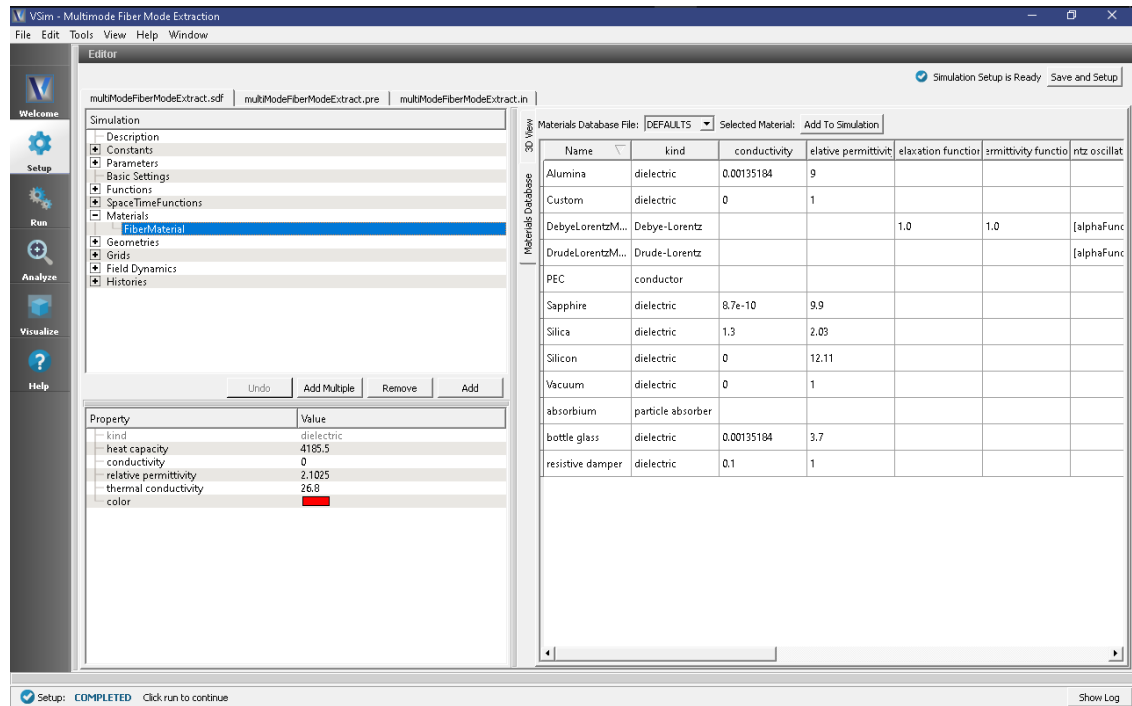 VSim - Multimode Fiber Mode Extraction
File Edit Tools View Help Window
Editor
Simulation Setup is Ready Save and Setup
multiModeFiberModeExtract.sdf multiModeFiberModeExtract.pre multiModeFiberModeExtract.in
Welcome
Setup
Run
Analyze
Visualize
Help
Simulation
Description
Constants
Parameters
Basic Settings
Functions
SpaceTimeFunctions
Materials
FiberMaterial
Geometries
Grids
Field Dynamics
Histories
Undo Add Multiple Remove Add
Property Value
kind dielectric
heat capacity 4185.5
conductivity 0
relative permittivity 2.1025
thermal conductivity 26.8
color
3D View
Materials Database
Materials Database File: DEFAULTS Selected Material: Add To Simulation
Name kind conductivity elative permittivit elaxation function ermittivity functio ntz oscillat
Alumina dielectric 0.00135184 9
Custom dielectric 0 1
DebyeLorentzM... Debye-Lorentz 1.0 1.0 [alphaFunc
DrudeLorentzM... Drude-Lorentz [alphaFunc
PEC conductor
Sapphire dielectric 8.7e-10 9.9
Silica dielectric 1.3 2.03
Silicon dielectric 0 12.11
Vacuum dielectric 0 1
absorbium particle absorber
bottle glass dielectric 0.00135184 3.7
resistive damper dielectric 0.1 1
Setup: COMPLETED Click run to continue
Show Log